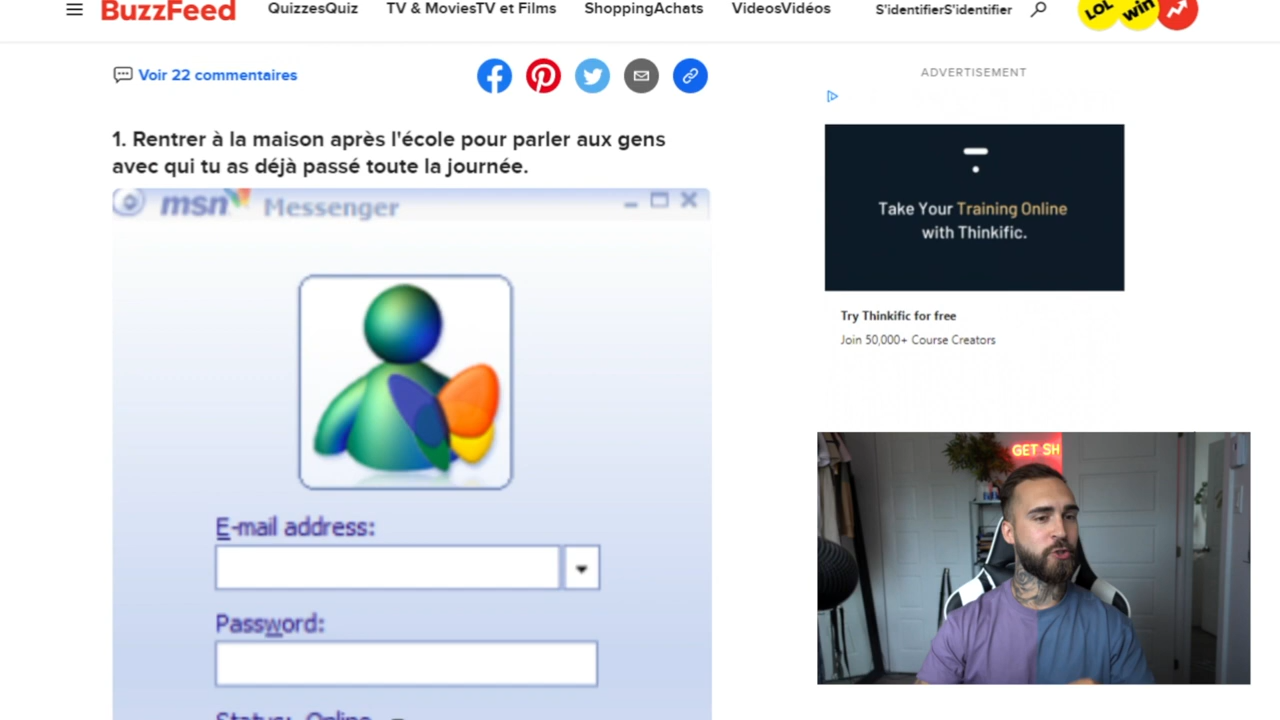 BuzzFeed
QuizzesQuiz
TV & MoviesTV et Films
ShoppingAchats
VideosVidéos
S'identifierS'identifier
LOL
win
Voir 22 commentaires
ADVERTISEMENT
1. Rentrer à la maison après l'école pour parler aux gens
avec qui tu as déjà passé toute la journée.
msn Messenger
Take Your Training Online
with Thinkific.
Try Thinkific for free
Join 50,000+ Course Creators
GET SH
E-mail address:
Password:
Status: Online